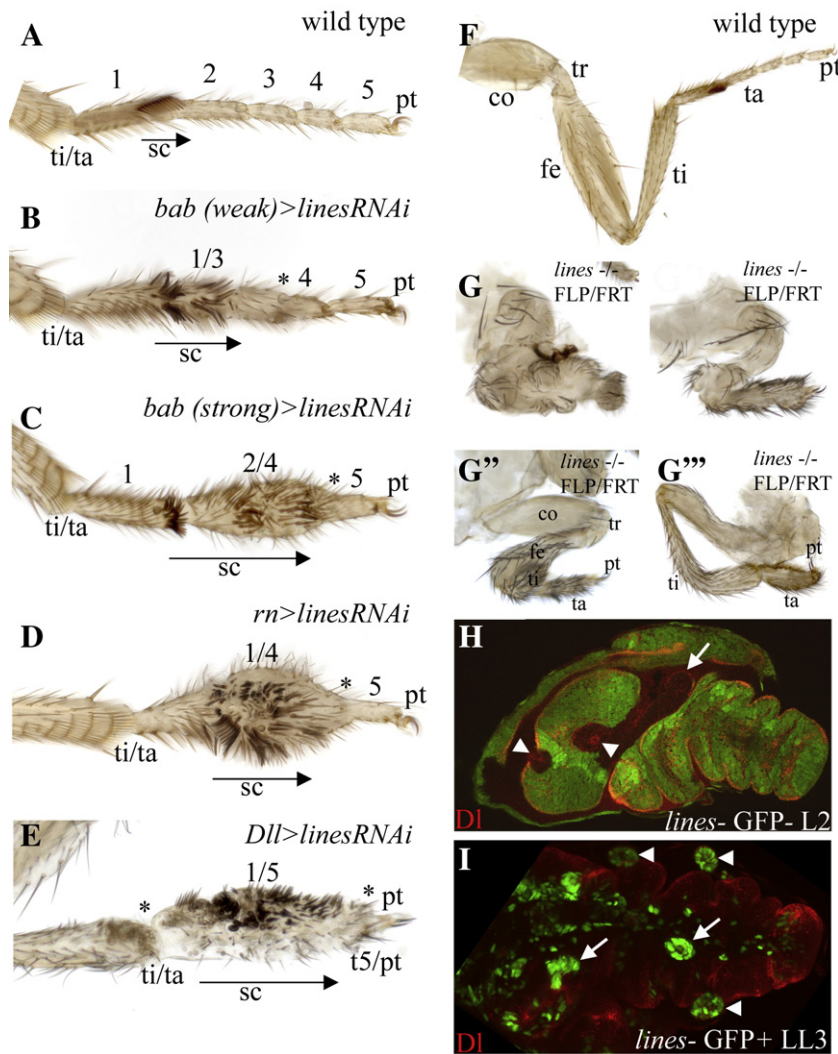 A
wild type
1
2
3
4
5
pt
ti/ta
sc
B
bab (weak)>linesRNAi
1/3
* 4
5
pt
ti/ta
sc
C
bab (strong)>linesRNAi
1
2/4
* 5
pt
ti/ta
sc
D
rn>linesRNAi
1/4
* 5
pt
ti/ta
sc
E
Dll>linesRNAi
1/5
*
* pt
ti/ta
t5/pt
sc
F
wild type
co
tr
fe
ti
ta
pt
G
lines -/-
FLP/FRT
lines -/-
FLP/FRT
G”
lines -/-
FLP/FRT
co
tr
fe
ti
pt
ta
G”’
lines -/-
FLP/FRT
pt
ti
ta
H
Dl
lines- GFP- L2
I
Dl
lines- GFP+ LL3